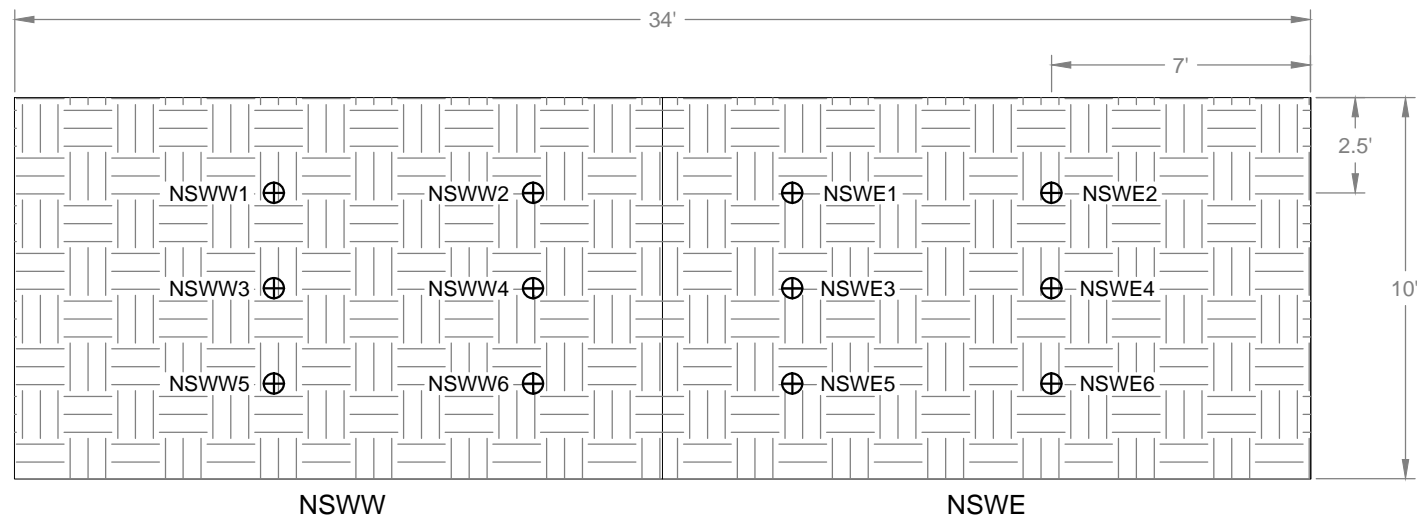 34'
7'
2.5'
NSWW1 NSWW2 NSWE1 NSWE2
NSWW3 NSWW4 NSWE3 NSWE4
10'
NSWW5 NSWW6 NSWE5 NSWE6
NSWW NSWE